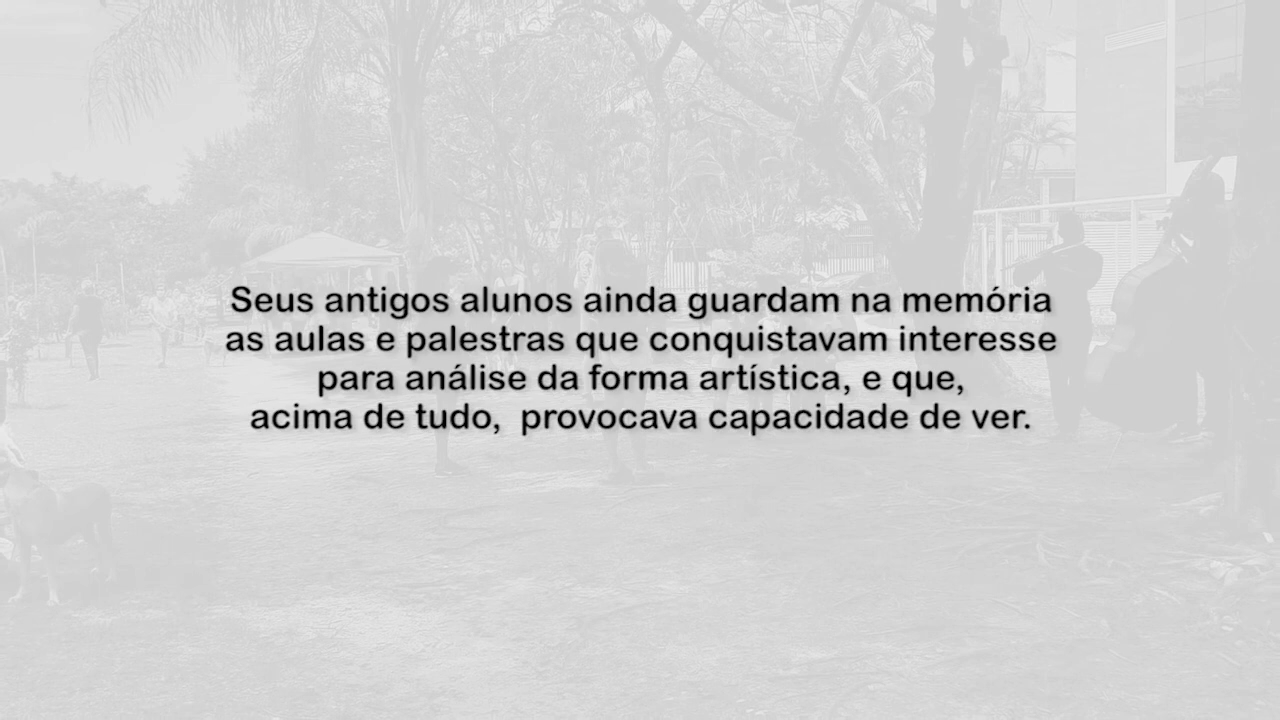 Seus antigos alunos ainda guardam na memória
as aulas e palestras que conquistavam interesse
para análise da forma artística, e que,
acima de tudo,  provocava capacidade de ver.